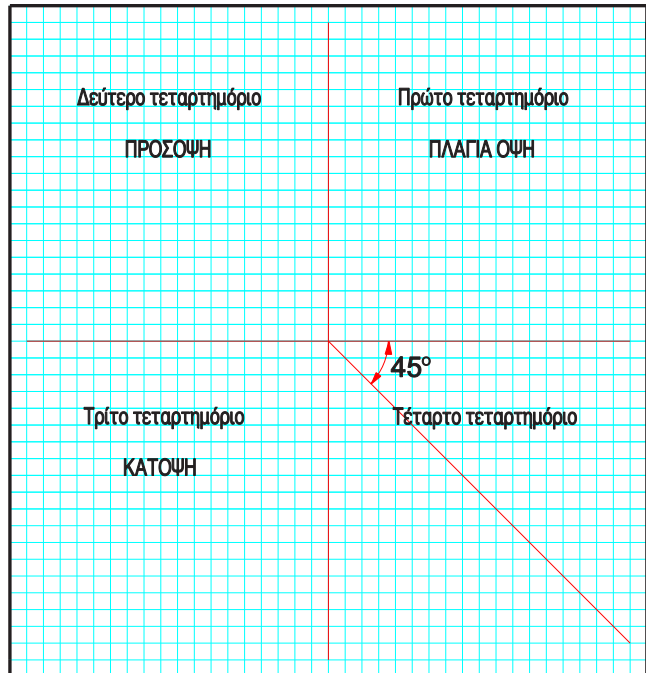 Δεύτερο τεταρτημόριο
ΠΡΟΣΟΨΗ
Πρώτο τεταρτημόριο
ΠΛΑΓΙΑ ΟΨΗ
45°
Τρίτο τεταρτημόριο
ΚΑΤΟΨΗ
Τέταρτο τεταρτημόριο